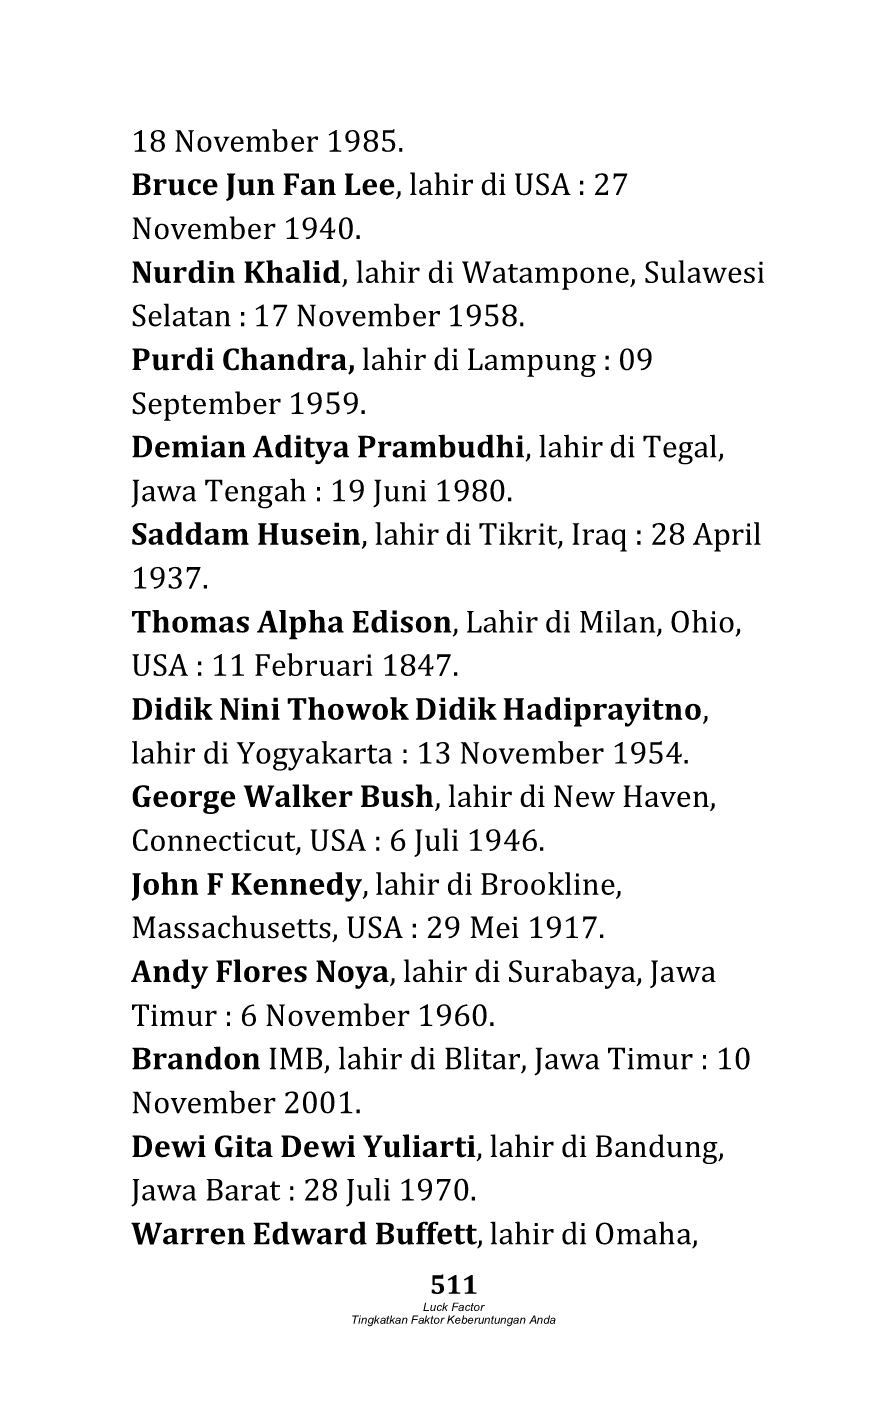 18 November 1985.
Bruce Jun Fan Lee, lahir di USA : 27
November 1940.
Nurdin Khalid, lahir di Watampone, Sulawesi
Selatan : 17 November 1958.
Purdi Chandra, lahir di Lampung : 09
September 1959.
Demian Aditya Prambudhi, lahir di Tegal,
Jawa Tengah : 19 Juni 1980.
Saddam Husein, lahir di Tikrit, Iraq : 28 April
1937.
Thomas Alpha Edison, Lahir di Milan, Ohio,
USA : 11 Februari 1847.
Didik Nini Thowok Didik Hadiprayitno,
lahir di Yogyakarta : 13 November 1954.
George Walker Bush, lahir di New Haven,
Connecticut, USA : 6 Juli 1946.
John F Kennedy, lahir di Brookline,
Massachusetts, USA : 29 Mei 1917.
Andy Flores Noya, lahir di Surabaya, Jawa
Timur : 6 November 1960.
Brandon IMB, lahir di Blitar, Jawa Timur : 10
November 2001.
Dewi Gita Dewi Yuliarti, lahir di Bandung,
Jawa Barat : 28 Juli 1970.
Warren Edward Buffett, lahir di Omaha,
511
Luck Factor
Tingkatkan Faktor Keberuntungan Anda